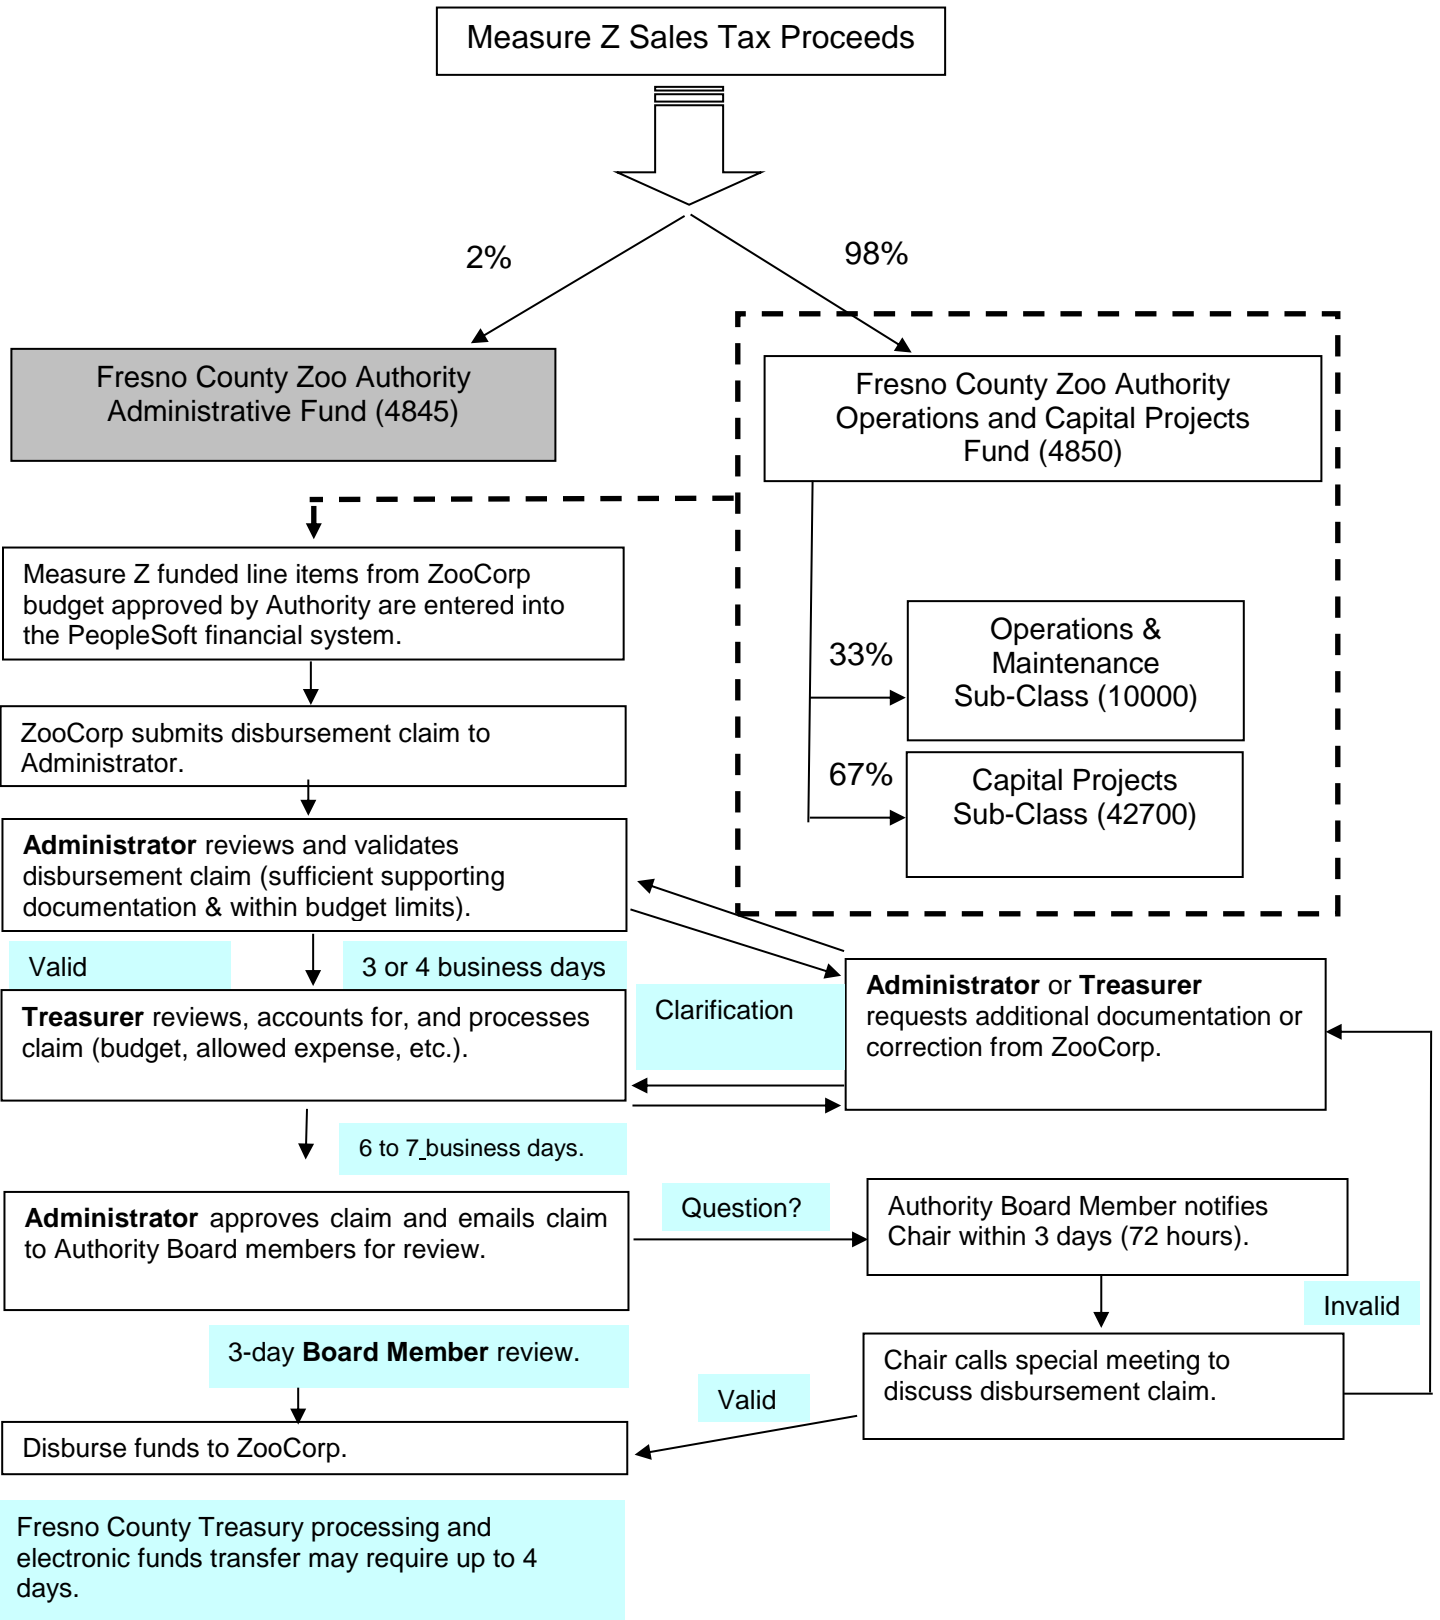 Measure Z Sales Tax Proceeds
2%
98%
Fresno County Zoo Authority
Administrative Fund (4845)
Fresno County Zoo Authority
Operations and Capital Projects
Fund (4850)
Measure Z funded line items from ZooCorp
budget approved by Authority are entered into
the PeopleSoft financial system.
33%
Operations &
Maintenance
Sub-Class (10000)
ZooCorp submits disbursement claim to
Administrator.
67%
Capital Projects
Sub-Class (42700)
Administrator reviews and validates
disbursement claim (sufficient supporting
documentation & within budget limits).
Valid
3 or 4 business days
Treasurer reviews, accounts for, and processes
claim (budget, allowed expense, etc.).
Clarification
Administrator or Treasurer
requests additional documentation or
correction from ZooCorp.
6 to 7 business days.
Administrator approves claim and emails claim
to Authority Board members for review.
Question?
Authority Board Member notifies
Chair within 3 days (72 hours).
Invalid
3-day Board Member review.
Chair calls special meeting to
discuss disbursement claim.
Valid
Disburse funds to ZooCorp.
Fresno County Treasury processing and
electronic funds transfer may require up to 4
days.